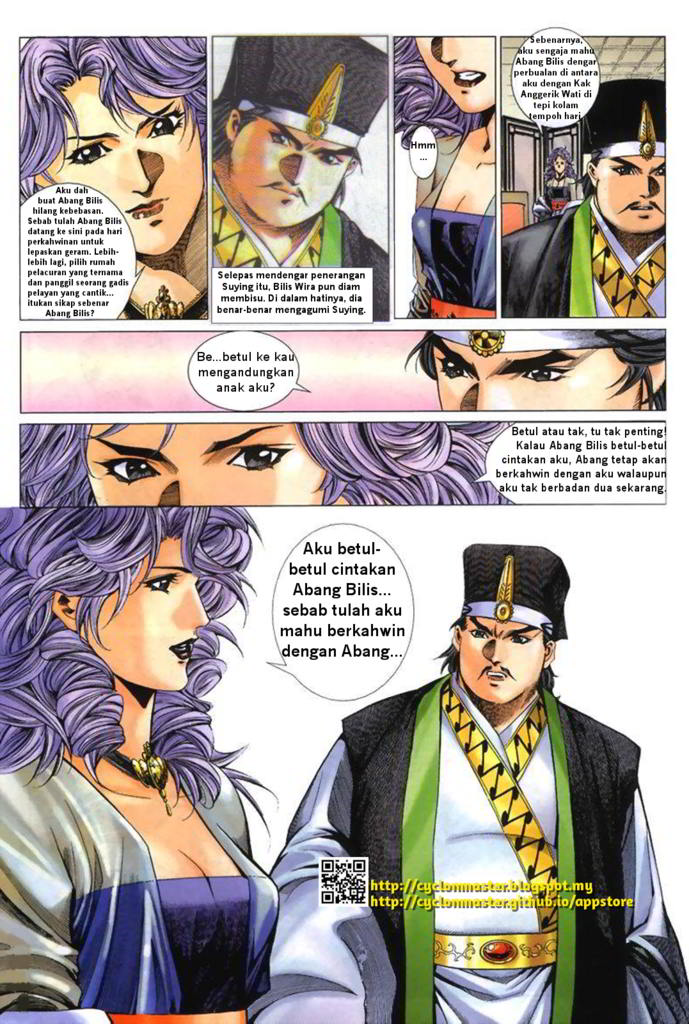 Aku dah
buat Abang Bilis
hilang kebebasan.
Sebab tulah Abang Bilis
datang ke sini pada hari
perkahwinan untuk
lepaskan geram. Lebih-
lebih lagi, pilih rumah
pelacuran yang ternama
dan panggil seorang gadis
pelayan yang cantik...
itukan sikap sebenar
Abang Bilis?
Selepas mendengar penerangan
Suying itu, Bilis Wira pun diam
membisu. Di dalam hatinya, dia
benar-benar mengagumi Suying.
Hmm
...
Sebenarnya,
aku sengaja mahu
Abang Bilis dengar
perbualan di antara
aku dengan Kak
Anggerik Wati di
tepi kolam
tempoh hari.
Be...betul ke kau
mengandungkan
anak aku?
Betul atau tak, tu tak penting!
Kalau Abang Bilis betul-betul
cintakan aku, Abang tetap akan
berkahwin dengan aku walaupun
aku tak berbadan dua sekarang.
Aku betul-
betul cintakan
Abang Bilis...
sebab tulah aku
mahu berkahwin
dengan Abang...
http://cyclonmaster.blogspot.my
http://cyclonmaster.github.io/appstore